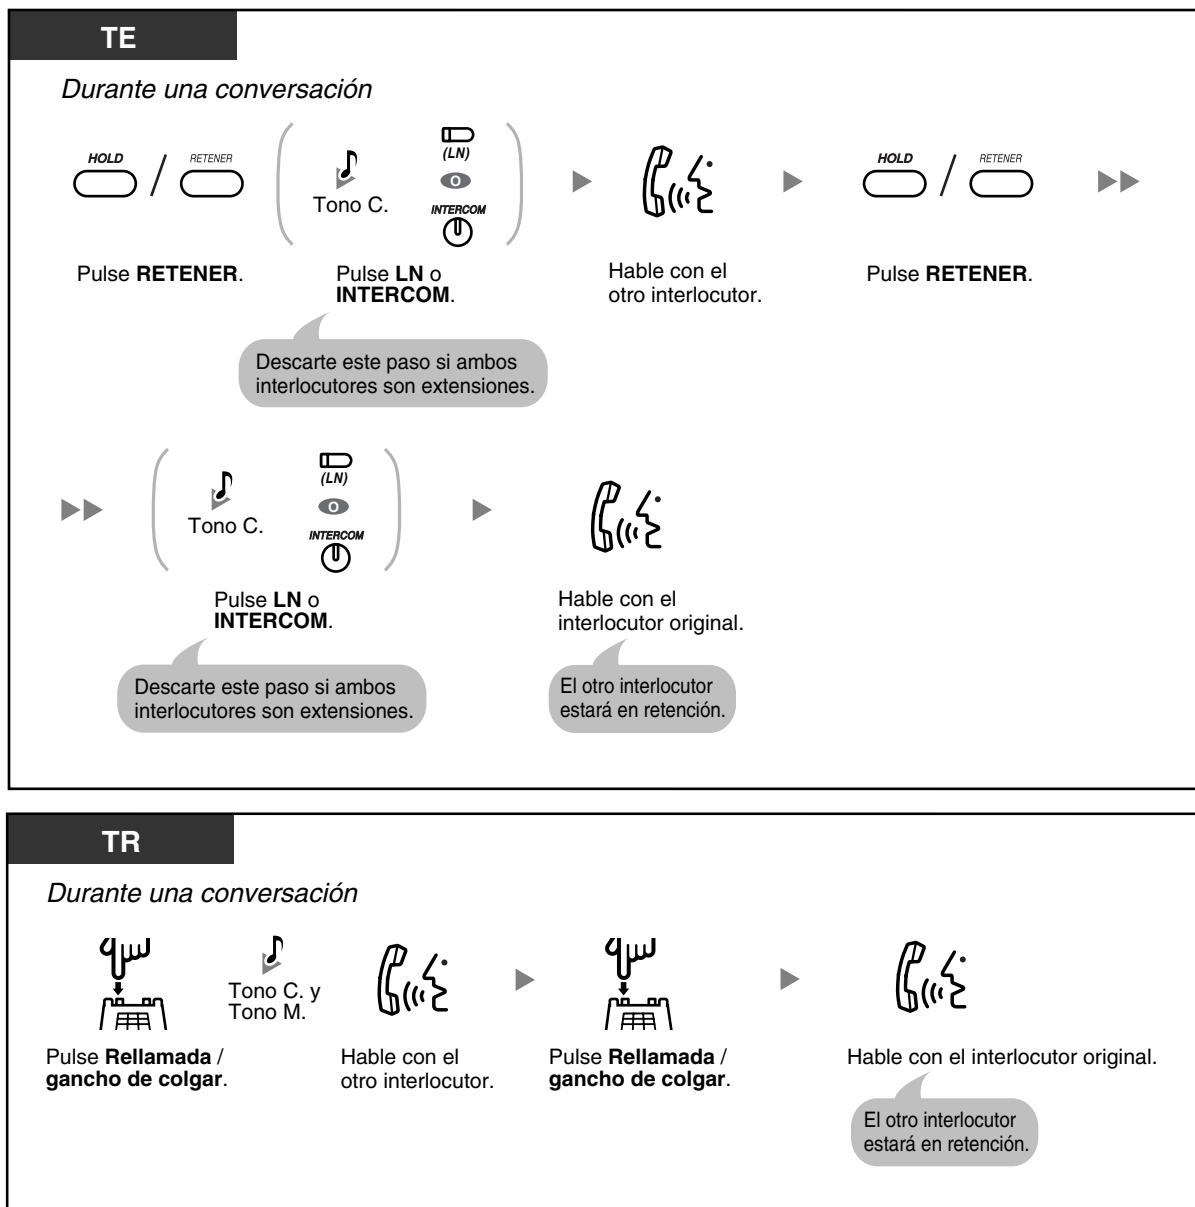 TE
Durante una conversación
HOLD / RETENER
Tono C.
(LN)
O
INTERCOM
HOLD / RETENER
Pulse RETENER.
Pulse LN o
INTERCOM.
Hable con el
otro interlocutor.
Pulse RETENER.
Descarte este paso si ambos
interlocutores son extensiones.
Tono C.
(LN)
O
INTERCOM
Pulse LN o
INTERCOM.
Hable con el
interlocutor original.
Descarte este paso si ambos
interlocutores son extensiones.
El otro interlocutor
estará en retención.
TR
Durante una conversación
Tono C. y
Tono M.
Pulse Rellamada /
gancho de colgar.
Hable con el
otro interlocutor.
Pulse Rellamada /
gancho de colgar.
Hable con el interlocutor original.
El otro interlocutor
estará en retención.